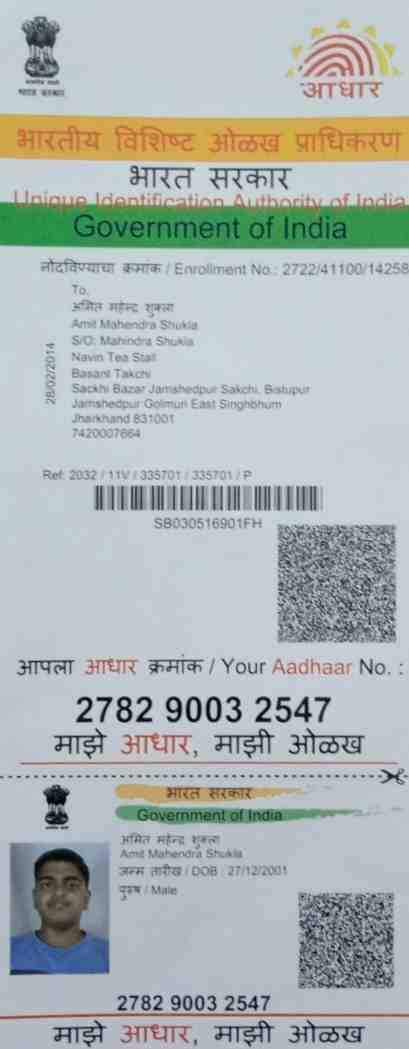 भारत सरकार
आधार
भारतीय विशिष्ट ओळख प्राधिकरण
भारत सरकार
Unique Identification Authority of India
Government of India
नोंदविण्याचा क्रमांक / Enrollment No.: 2722/41100/14258
To,
अमित महेन्द्र शुक्ला
Amit Mahendra Shukla
S/O: Mahindra Shukla
Navin Tea Stall
Basant Takchi
Sackhi Bazar Jamshedpur Sakchi, Bistupur
Jamshedpur Golmuri East Singhbhum
Jharkhand 831001
7420007664
28/02/2014
Ref: 2032 / 11V / 335701 / 335701 / P
SB030516901FH
आपला आधार क्रमांक / Your Aadhaar No. :
2782 9003 2547
माझे आधार, माझी ओळख
भारत सरकार
Government of India
अमित महेन्द्र शुक्ला
Amit Mahendra Shukla
जन्म तारीख / DOB : 27/12/2001
पुरुष / Male
2782 9003 2547
माझे आधार, माझी ओळख